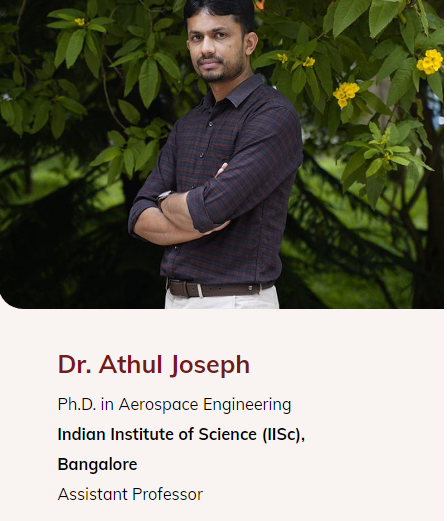 Dr. Athul Joseph
Ph.D. in Aerospace Engineering
Indian Institute of Science (IISc),
Bangalore
Assistant Professor